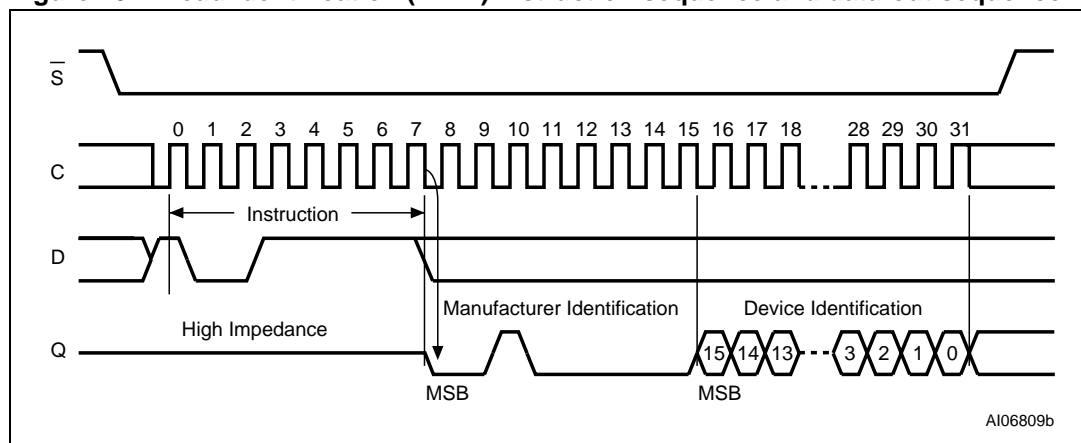 S
0 1 2 3 4 5 6 7 8 9 10 11 12 13 14 15 16 17 18 28 29 30 31
C
Instruction
D
Manufacturer Identification Device Identification
High Impedance
Q 15 14 13 3 2 1 0
MSB MSB
AI06809b